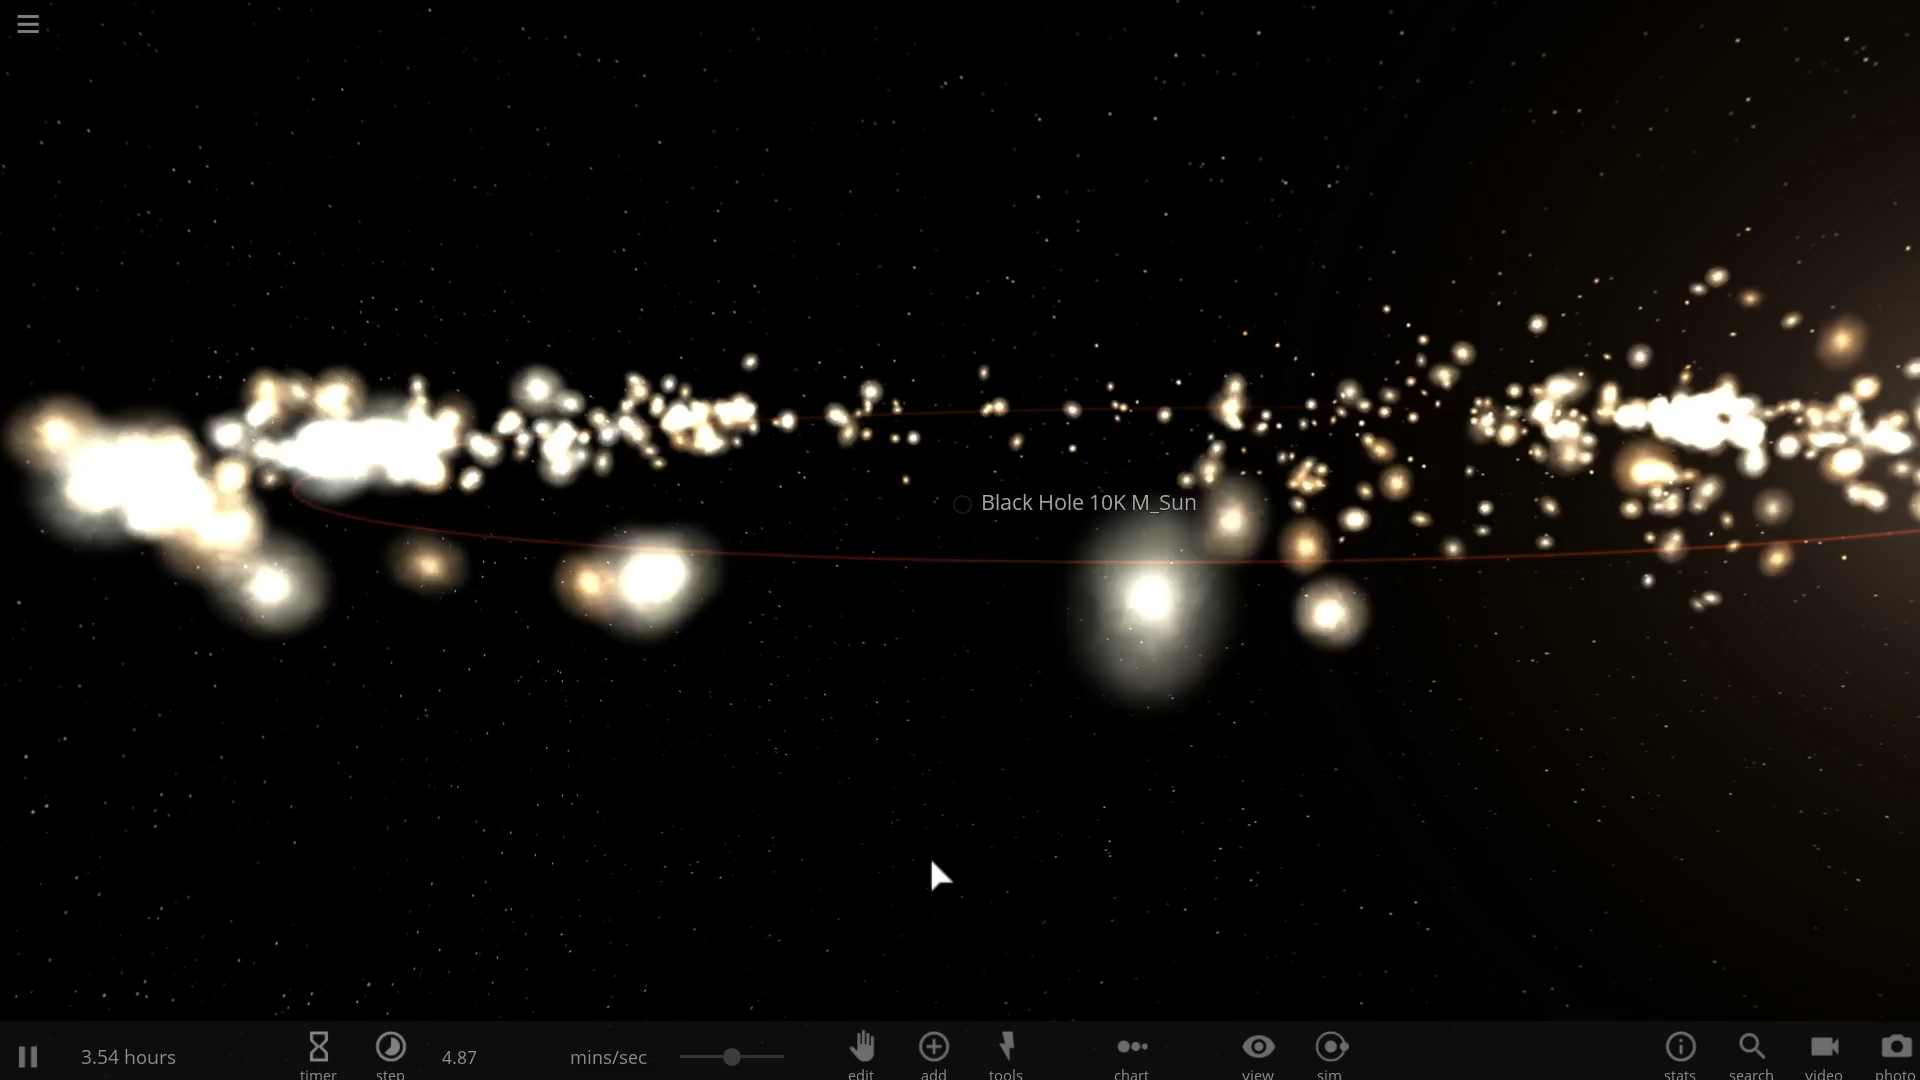 Black Hole 10K M_Sun
3.54 hours
timer
step
4.87
mins/sec
edit
add
tools
chart
view
sim
stats
search
video
photo